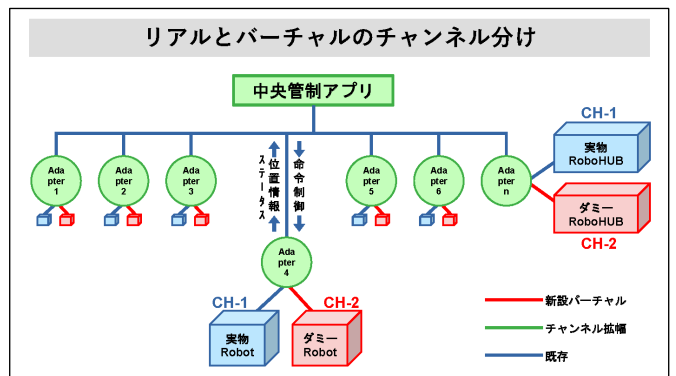 リアルとバーチャルのチャンネル分け
中央管制アプリ
Ada
pter
1
Ada
pter
2
Ada
pter
3
ステータス
位置情報
命令制御
Ada
pter
5
Ada
pter
6
Ada
pter
n
CH-1
実物
RoboHUB
ダミー
RoboHUB
CH-2
Ada
pter
4
CH-1
実物
Robot
CH-2
ダミー
Robot
新設バーチャル
チャンネル拡幅
既存